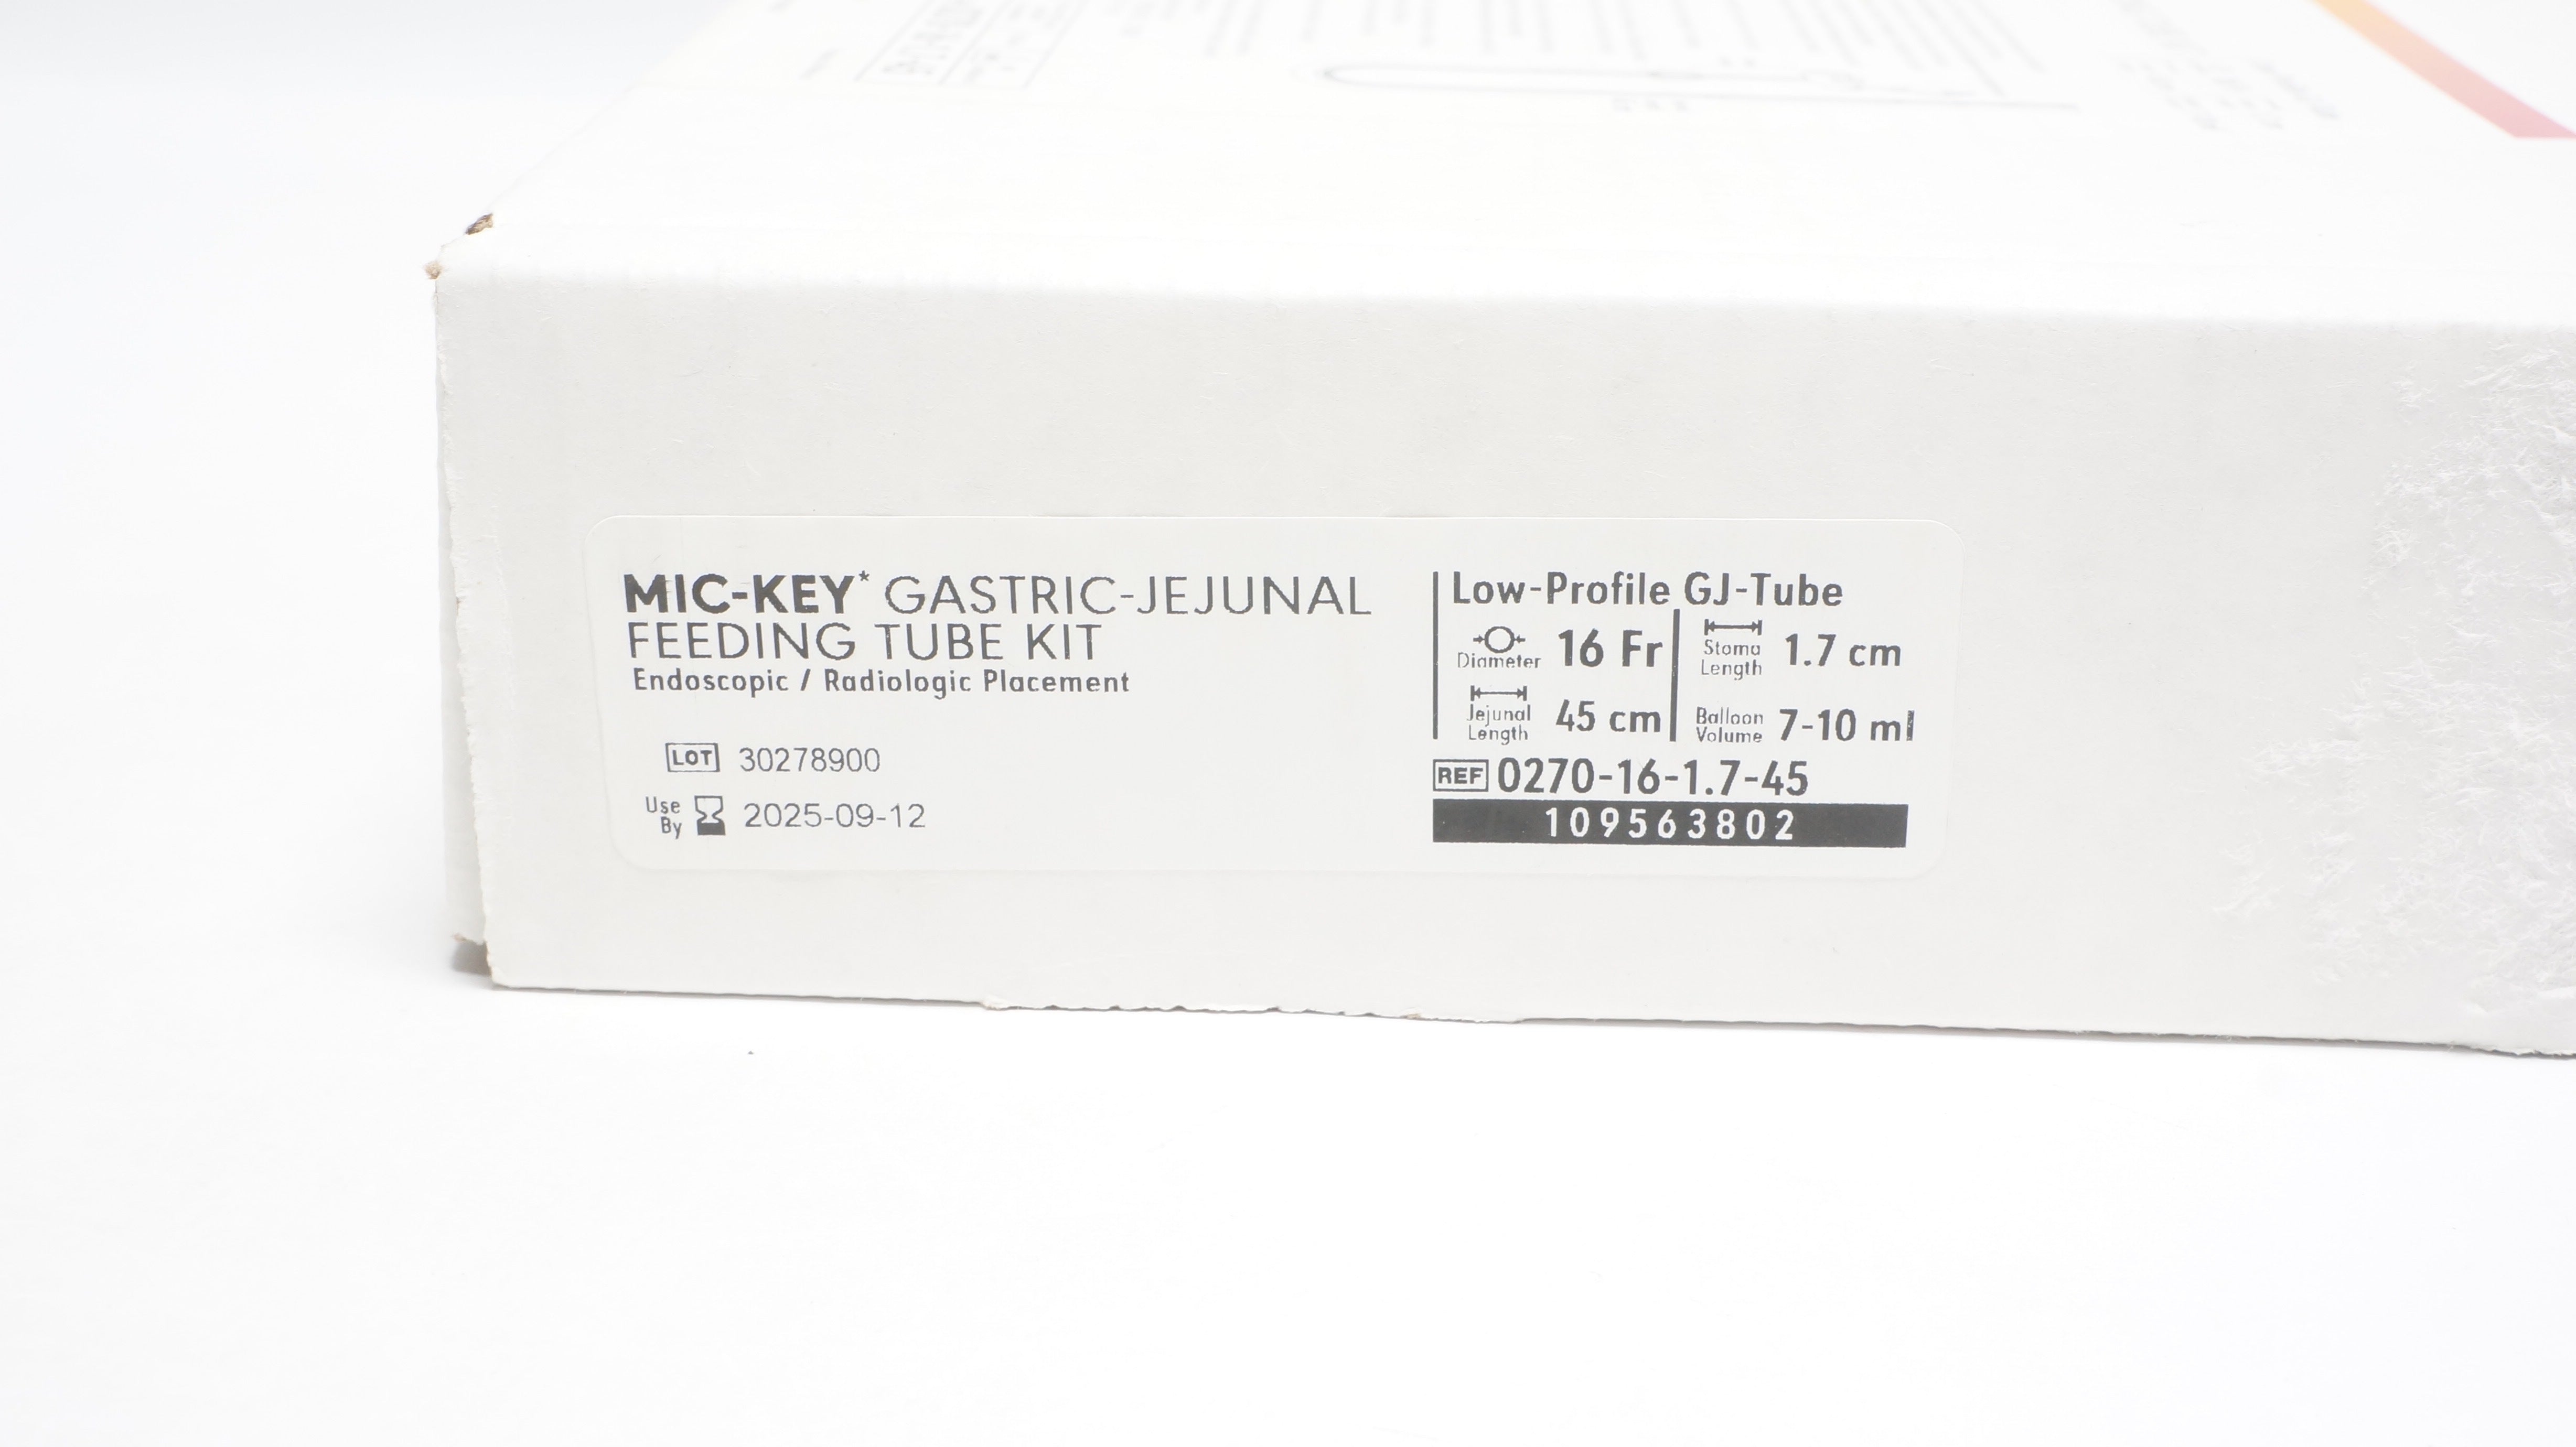 MIC-KEY* GASTRIC-JEJUNAL
FEEDING TUBE KIT
Endoscopic / Radiologic Placement
LOT 30278900
Use By 2025-09-12
Low-Profile GJ-Tube
Diameter 16 Fr
Stoma Length 1.7 cm
Jejunal Length 45 cm
Balloon Volume 7-10 ml
REF 0270-16-1.7-45
109563802